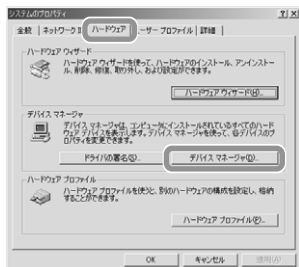 システムのプロパティ
全般 ネットワーク ハードウェア ーザー プロファイル 詳細
ハードウェア ウィザード
ハードウェア ウィザードを使って、ハードウェアのインストール、アンインストール、削除、修復、取り外し、および設定ができます。
ハードウェア ウィザード(H)...
デバイス マネージャ
デバイス マネージャは、コンピュータにインストールされているすべてのハード
ウェア デバイスを表示します。デバイス マネージャを使って、各デバイスのプ
ロパティを変更できます。
ドライバの署名(S)... デバイス マネージャ(D)...
ハードウェア プロファイル
ハードウェア プロファイルを使うと、別のハードウェアの構成を設定し、格納
することができます。
ハードウェア プロファイル(P)...
OK キャンセル 適用(A)